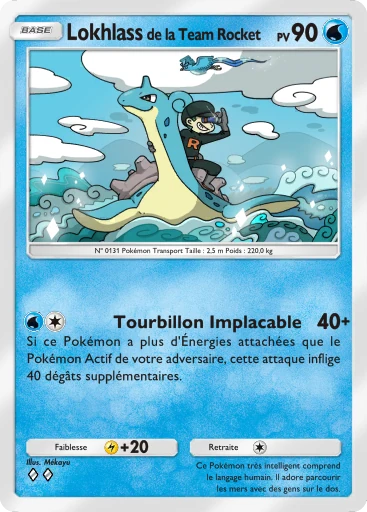 BASE Lokhlass de la Team Rocket PV 90
R
N° 0131 Pokémon Transport Taille : 2,5 m Poids : 220,0 kg
Tourbillon Implacable 40+
Si ce Pokémon a plus d'Énergies attachées que le
Pokémon Actif de votre adversaire, cette attaque inflige
40 dégâts supplémentaires.
Faiblesse +20 Retraite
Illus. Mékayu
Ce Pokémon très intelligent comprend
le langage humain. Il adore parcourir
les mers avec des gens sur le dos.